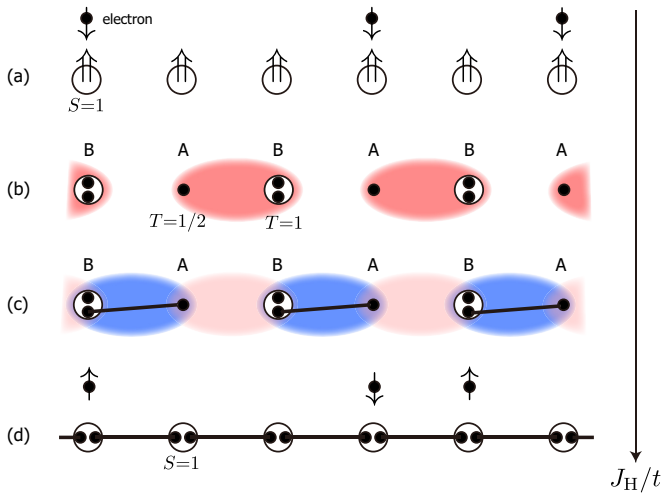 electron
(a)
S=1
B A B A B A
(b)
T=1/2 T=1
B A B A B A
(c)
(d)
S=1
J_H/t